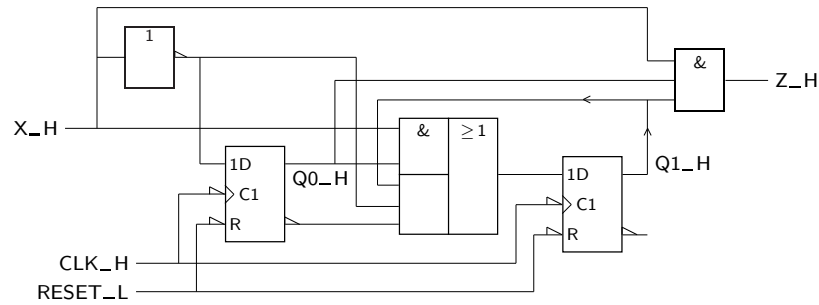 1
&
Z_H
X_H
& ≥1
1D
Q0_H
C1
R
1D
Q1_H
C1
R
CLK_H
RESET_L